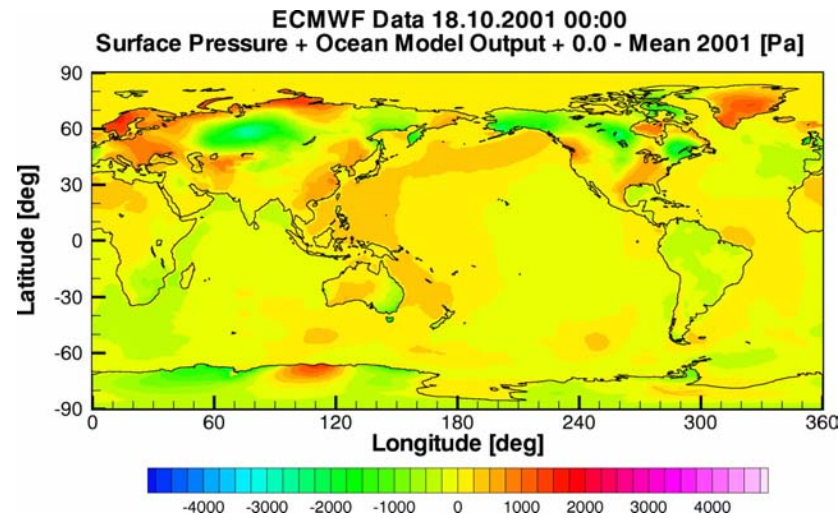 ECMWF Data 18.10.2001 00:00
Surface Pressure + Ocean Model Output + 0.0 - Mean 2001 [Pa]
90
60
30
0
-30
-60
-90
Latitude [deg]
0 60 120 180 240 300 360
Longitude [deg]
-4000 -3000 -2000 -1000 0 1000 2000 3000 4000